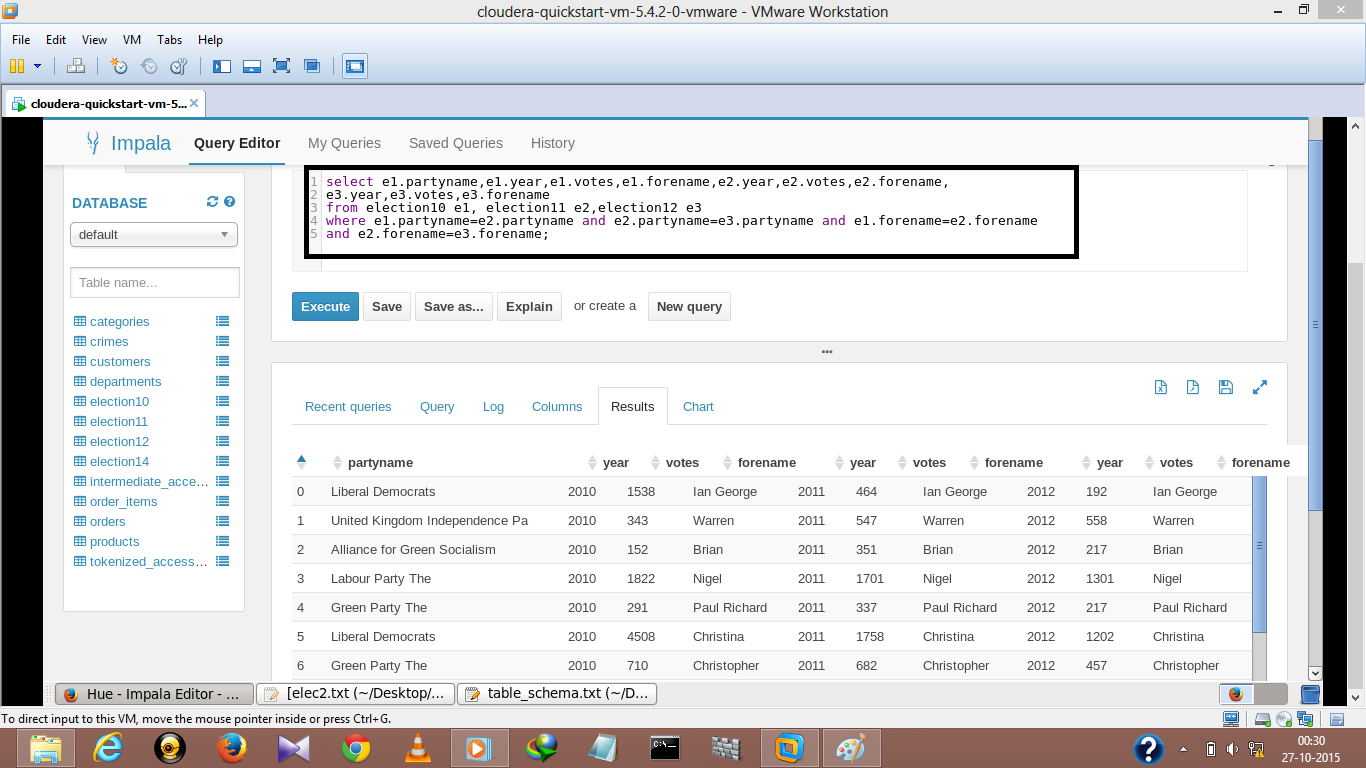 cloudera-quickstart-vm-5.4.2-0-vmware - VMware Workstation
File Edit View VM Tabs Help
cloudera-quickstart-vm-5...
Impala Query Editor My Queries Saved Queries History
DATABASE
default
Table name...
categories
crimes
customers
departments
election10
election11
election12
election14
intermediate_acce...
order_items
orders
products
tokenized_access...
1 select e1.partyname,e1.year,e1.votes,e1.forename,e2.year,e2.votes,e2.forename,
2 e3.year,e3.votes,e3.forename
3 from election10 e1, election11 e2,election12 e3
4 where e1.partyname=e2.partyname and e2.partyname=e3.partyname and e1.forename=e2.forename
5 and e2.forename=e3.forename;
Execute Save Save as... Explain or create a New query
Recent queries Query Log Columns Results Chart
partyname year votes forename year votes forename year votes forename
0 Liberal Democrats 2010 1538 Ian George 2011 464 Ian George 2012 192 Ian George
1 United Kingdom Independence Pa 2010 343 Warren 2011 547 Warren 2012 558 Warren
2 Alliance for Green Socialism 2010 152 Brian 2011 351 Brian 2012 217 Brian
3 Labour Party The 2010 1822 Nigel 2011 1701 Nigel 2012 1301 Nigel
4 Green Party The 2010 291 Paul Richard 2011 337 Paul Richard 2012 217 Paul Richard
5 Liberal Democrats 2010 4508 Christina 2011 1758 Christina 2012 1202 Christina
6 Green Party The 2010 710 Christopher 2011 682 Christopher 2012 457 Christopher
Hue - Impala Editor - ... [elec2.txt (~/Desktop/... table_schema.txt (~/D...
To direct input to this VM, move the mouse pointer inside or press Ctrl+G.
00:30
27-10-2015